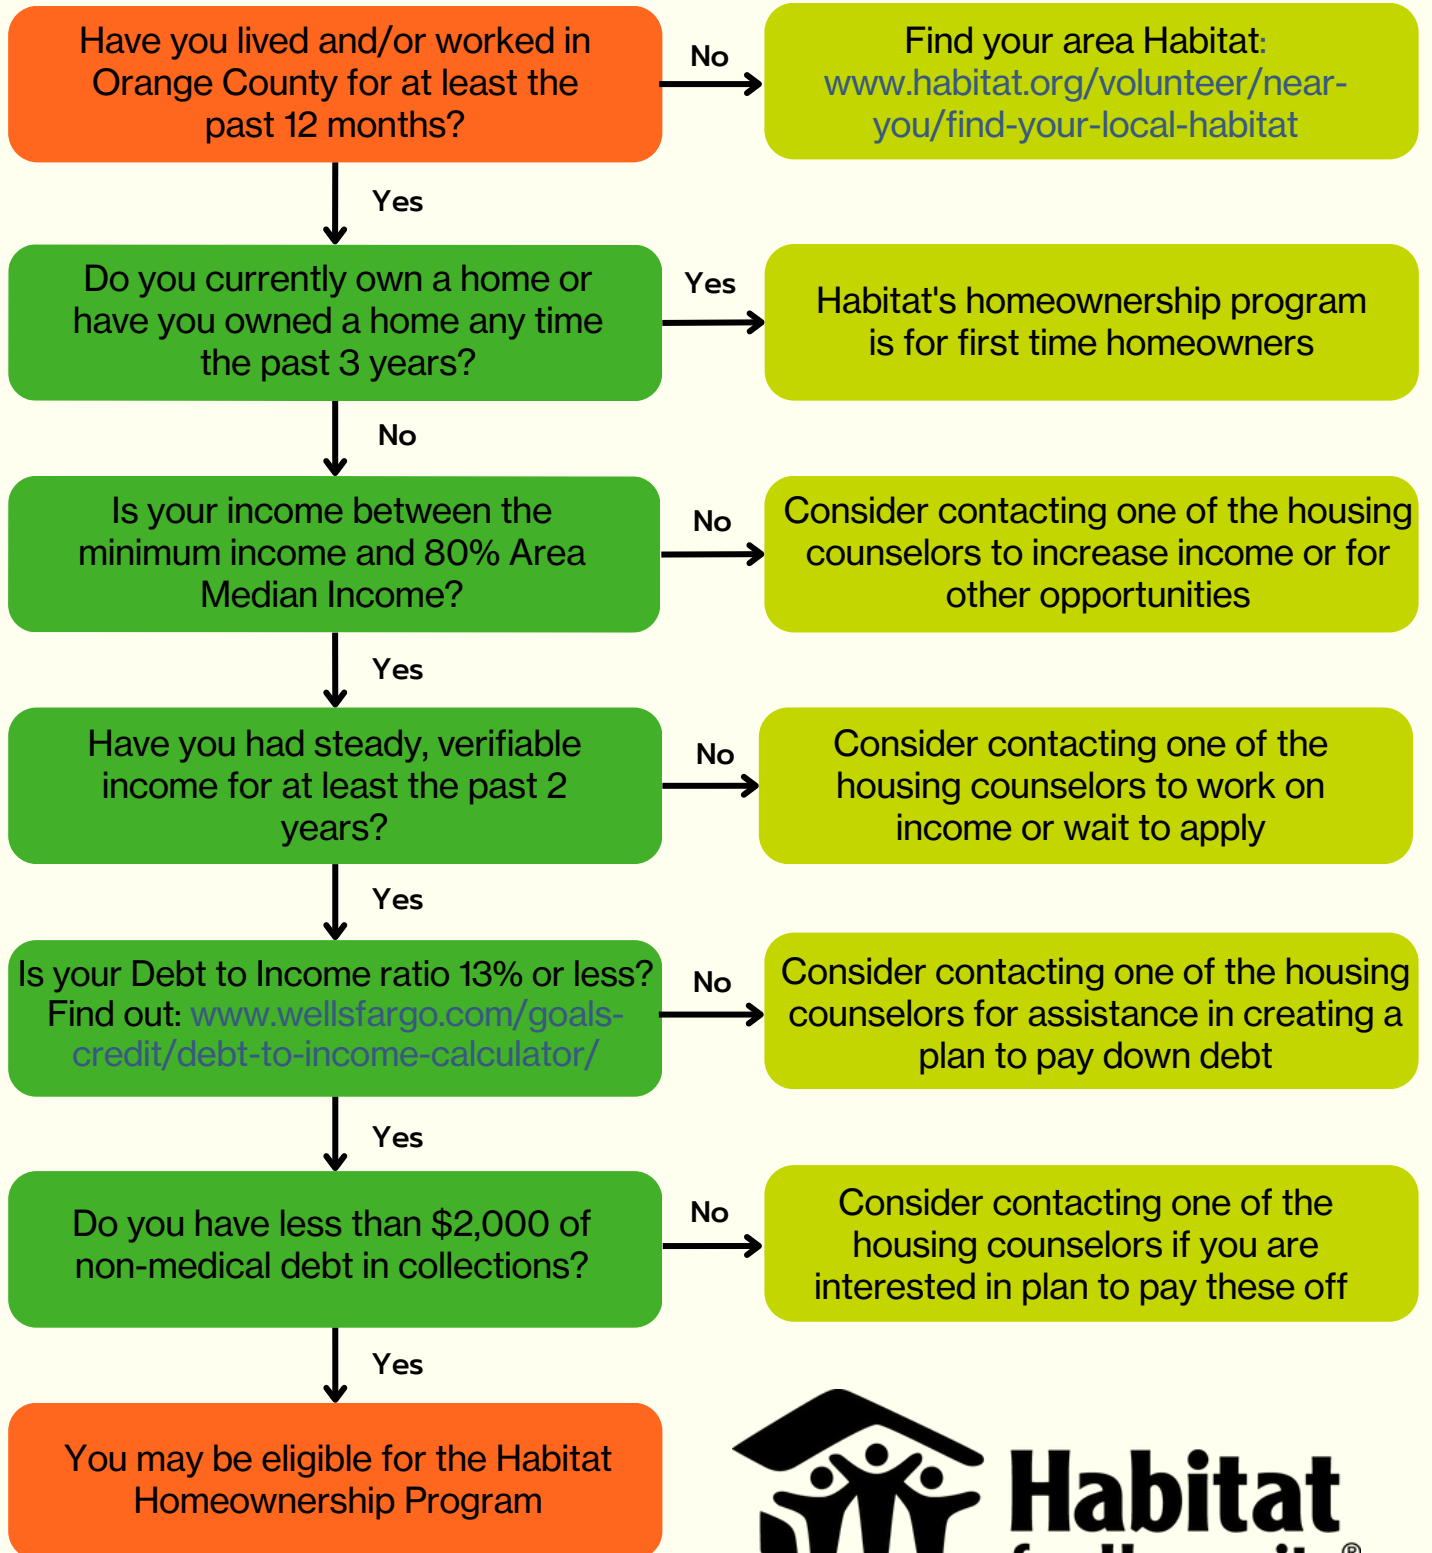 Have you lived and/or worked in
Orange County for at least the
past 12 months?
No
Find your area Habitat:
www.habitat.org/volunteer/near-
you/find-your-local-habitat
Yes
Do you currently own a home or
have you owned a home any time
the past 3 years?
Yes
Habitat's homeownership program
is for first time homeowners
No
Is your income between the
minimum income and 80% Area
Median Income?
No
Consider contacting one of the housing
counselors to increase income or for
other opportunities
Yes
Have you had steady, verifiable
income for at least the past 2
years?
No
Consider contacting one of the
housing counselors to work on
income or wait to apply
Yes
Is your Debt to Income ratio 13% or less?
Find out: www.wellsfargo.com/goals-
credit/debt-to-income-calculator/
No
Consider contacting one of the housing
counselors for assistance in creating a
plan to pay down debt
Yes
Do you have less than $2,000 of
non-medical debt in collections?
No
Consider contacting one of the
housing counselors if you are
interested in plan to pay these off
Yes
You may be eligible for the Habitat
Homeownership Program
Habitat